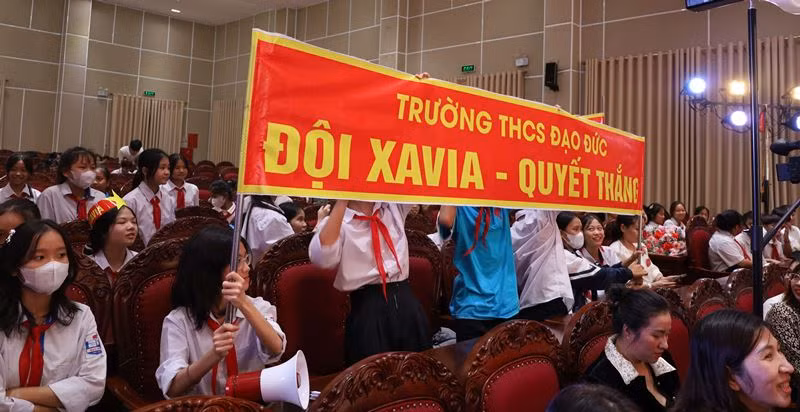 TRƯỜNG THCS ĐẠO ĐỨC
ĐỘI XAVIA - QUYẾT THẮNG